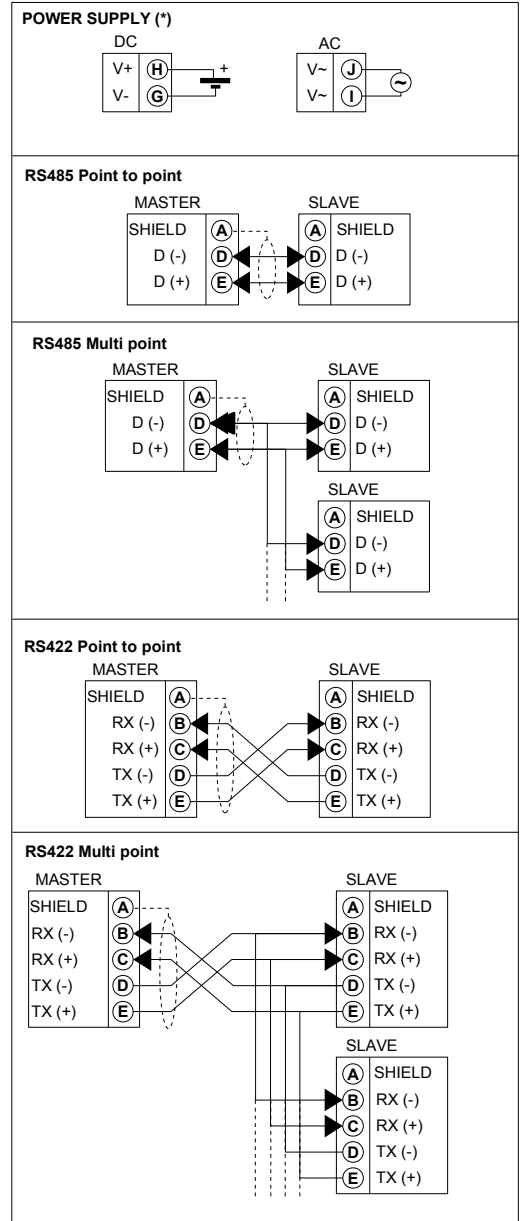 POWER SUPPLY (*)
DC AC
V+ H + V~ J
V- G V~ I
RS485 Point to point
MASTER SLAVE
SHIELD A A SHIELD
D (-) D D D (-)
D (+) E E D (+)
RS485 Multi point
MASTER SLAVE
SHIELD A A SHIELD
D (-) D D D (-)
D (+) E E D (+)
SLAVE
A SHIELD
D D (-)
E D (+)
RS422 Point to point
MASTER SLAVE
SHIELD A A SHIELD
RX (-) B B RX (-)
RX (+) C C RX (+)
TX (-) D D TX (-)
TX (+) E E TX (+)
RS422 Multi point
MASTER SLAVE
SHIELD A A SHIELD
RX (-) B B RX (-)
RX (+) C C RX (+)
TX (-) D D TX (-)
TX (+) E E TX (+)
SLAVE
A SHIELD
B RX (-)
C RX (+)
D TX (-)
E TX (+)